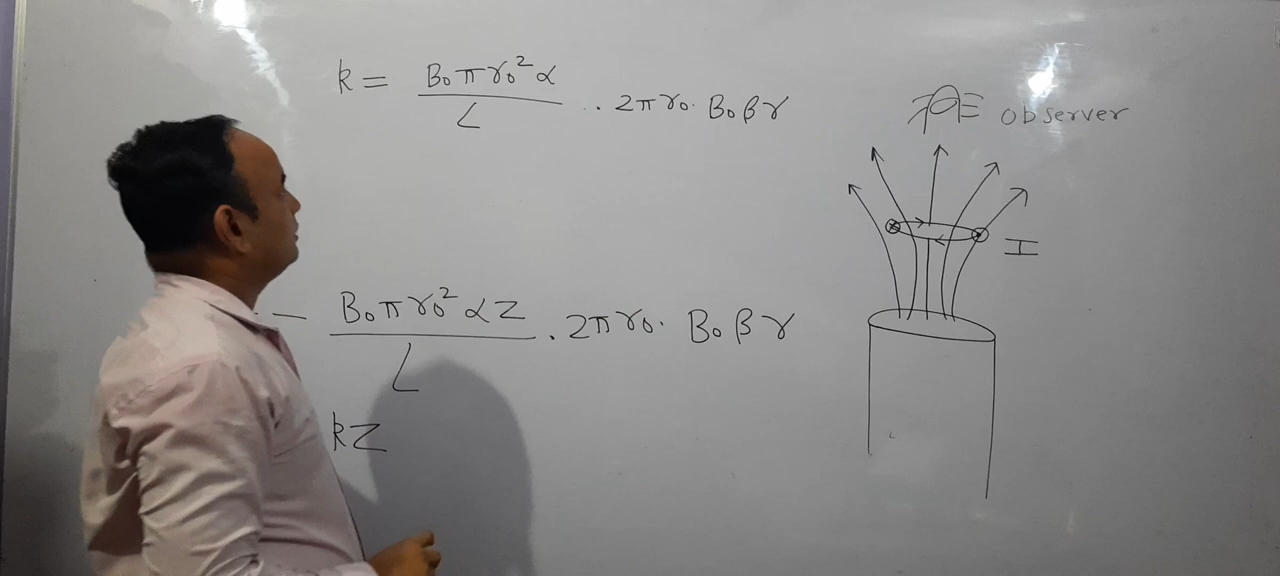 k = B₀πr₀²α / L .. 2πr₀. B₀βr
observer
I
.— B₀πr₀²αz / L . 2πr₀. B₀βr
kz